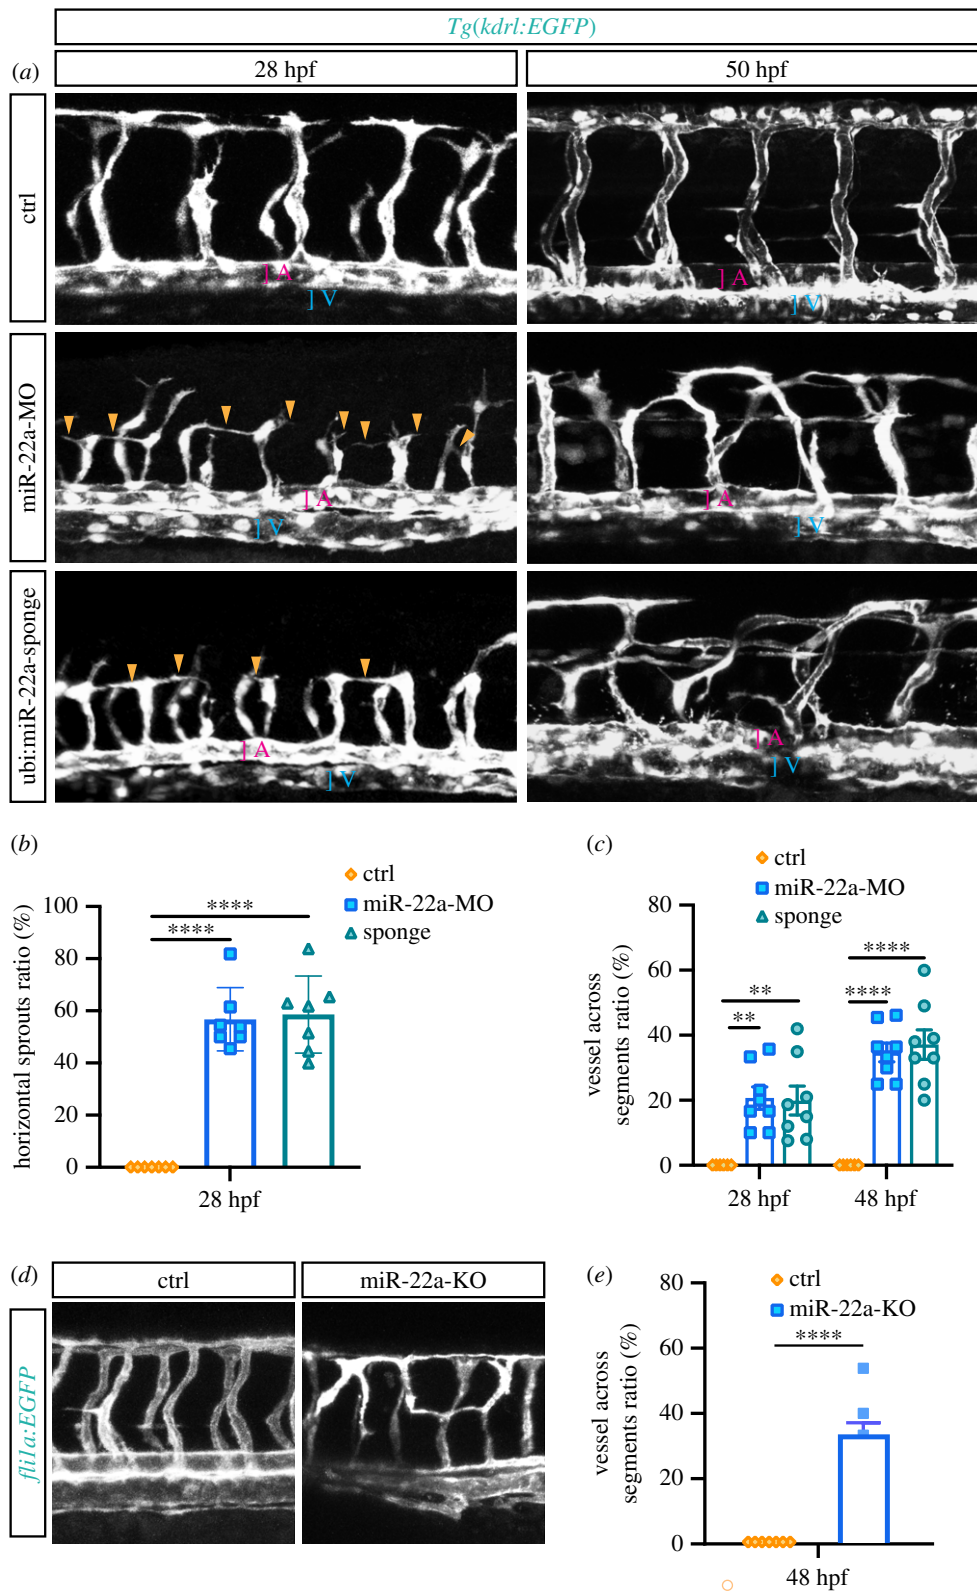 Tg(kdrl:EGFP)
(a)
28 hpf
50 hpf
ctrl
] A
] V
] A
] V
miR-22a-MO
] A
] V
] A
] V
ubi:miR-22a-sponge
] A
] V
] A
] V
(b)
ctrl
miR-22a-MO
sponge
horizontal sprouts ratio (%)
100
80
60
40
20
0
****
****
28 hpf
(c)
ctrl
miR-22a-MO
sponge
vessel across
segments ratio (%)
80
60
40
20
0
**
**
****
****
28 hpf
48 hpf
(d)
ctrl
miR-22a-KO
fli1a:EGFP
(e)
ctrl
miR-22a-KO
vessel across
segments ratio (%)
80
60
40
20
0
****
48 hpf